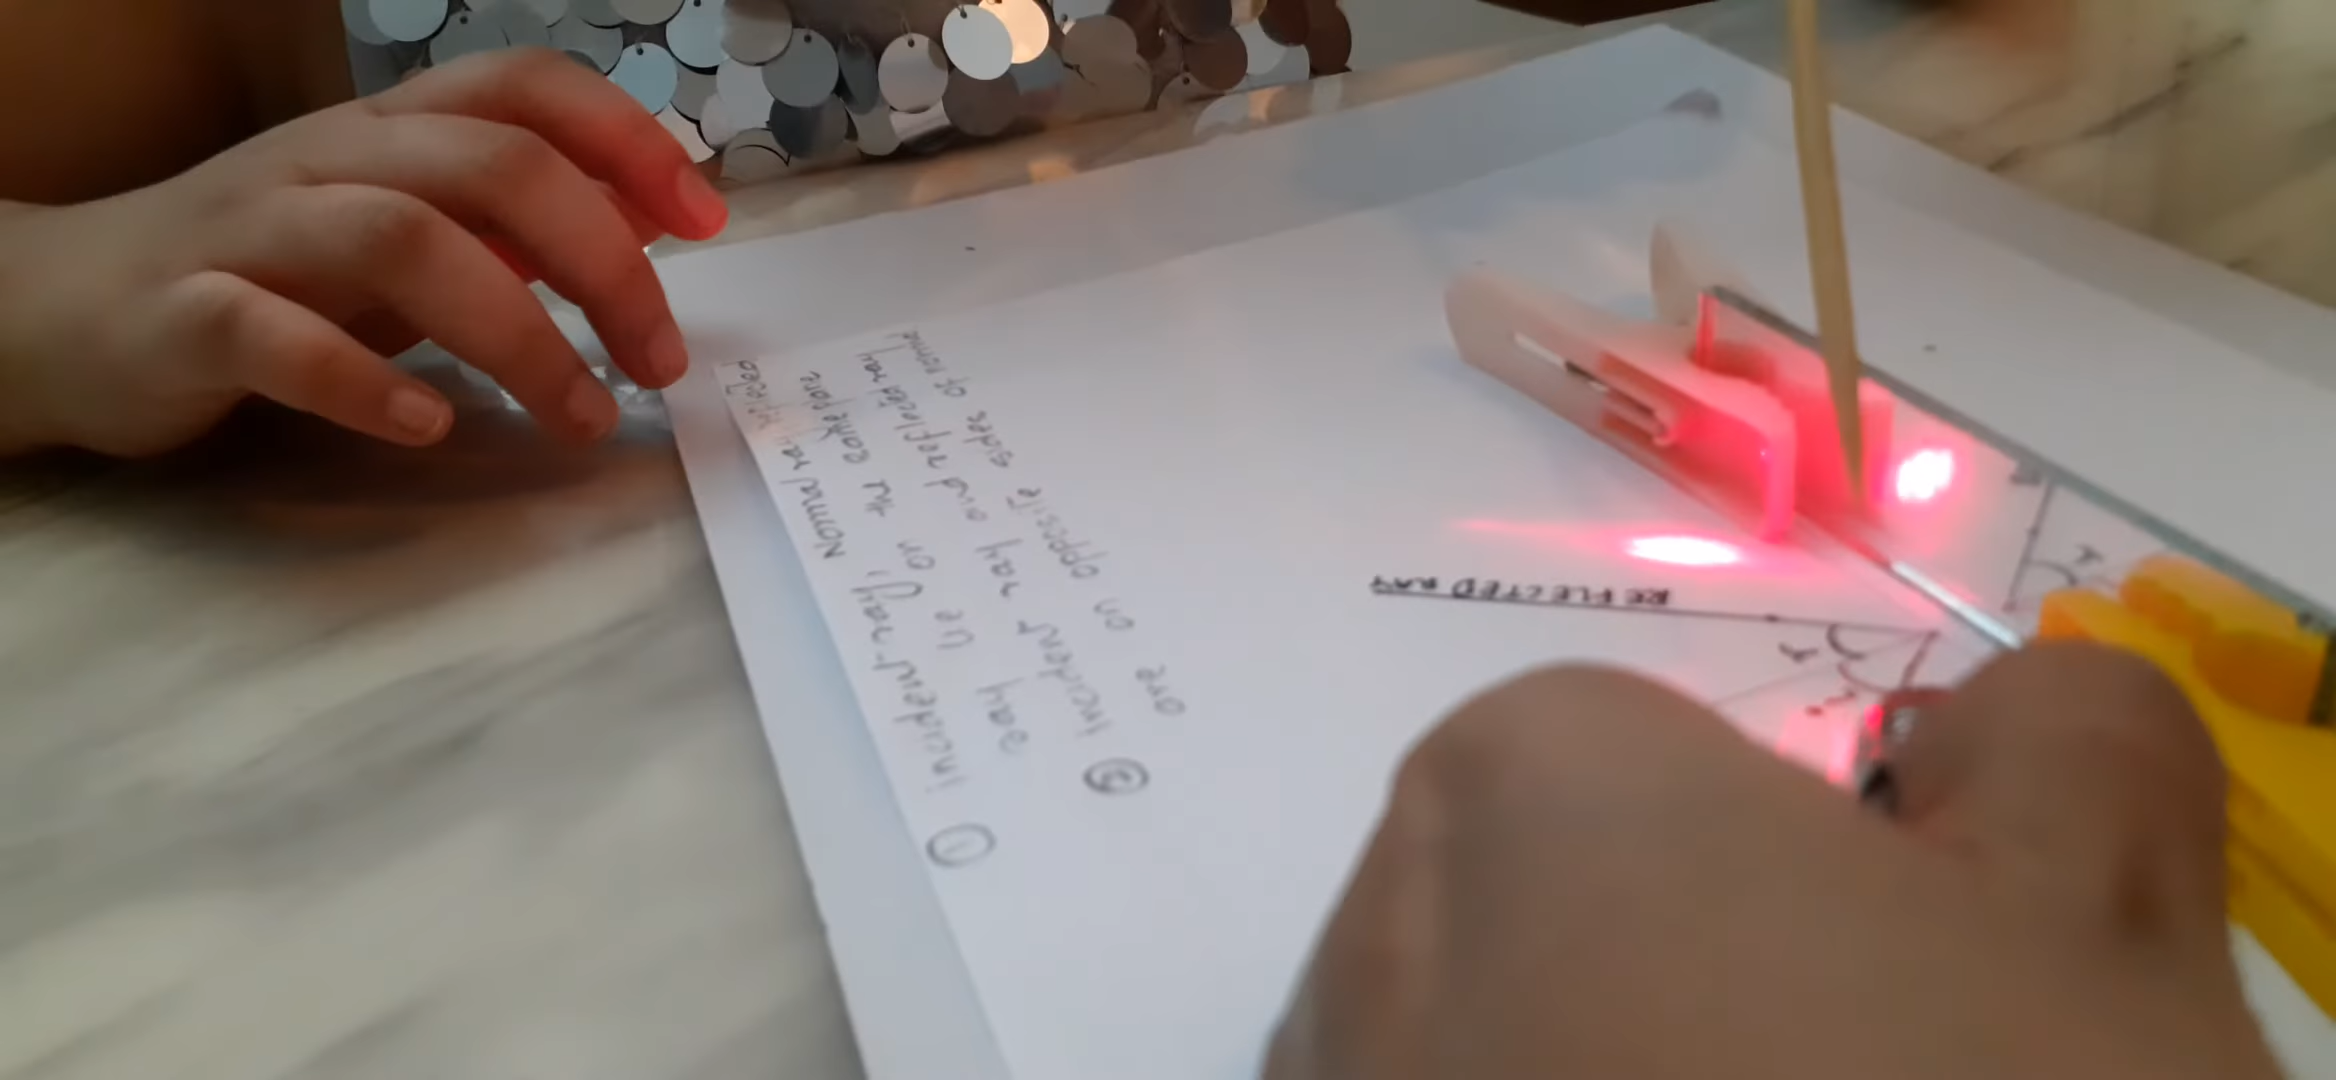 ① incident ray, Normal ray, reflected
ray lie on the same plane
② incident ray and reflected ray
are on opposite sides of normal
REFLECTED RAY
r
i